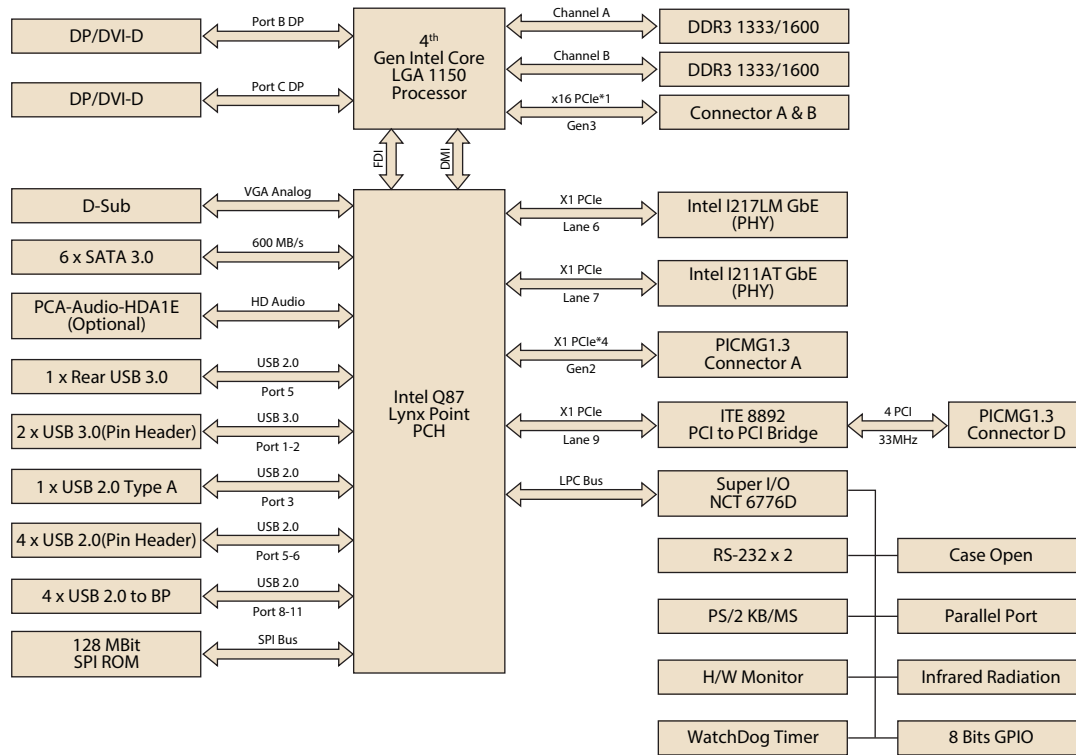 DP/DVI-D
Port B DP
4th
Gen Intel Core
LGA 1150
Processor
Channel A
DDR3 1333/1600
Channel B
DDR3 1333/1600
DP/DVI-D
Port C DP
x16 PCIe*1
Gen3
Connector A & B
FDI
DMI
D-Sub
VGA Analog
6 x SATA 3.0
600 MB/s
PCA-Audio-HDA1E
(Optional)
HD Audio
1 x Rear USB 3.0
USB 2.0
Port 5
2 x USB 3.0(Pin Header)
USB 3.0
Port 1-2
1 x USB 2.0 Type A
USB 2.0
Port 3
4 x USB 2.0(Pin Header)
USB 2.0
Port 5-6
4 x USB 2.0 to BP
USB 2.0
Port 8-11
128 MBit
SPI ROM
SPI Bus
Intel Q87
Lynx Point
PCH
X1 PCIe
Lane 6
Intel I217LM GbE
(PHY)
X1 PCIe
Lane 7
Intel I211AT GbE
(PHY)
X1 PCIe*4
Gen2
PICMG1.3
Connector A
X1 PCIe
Lane 9
ITE 8892
PCI to PCI Bridge
4 PCI
33MHz
PICMG1.3
Connector D
LPC Bus
Super I/O
NCT 6776D
RS-232 x 2
Case Open
PS/2 KB/MS
Parallel Port
H/W Monitor
Infrared Radiation
WatchDog Timer
8 Bits GPIO